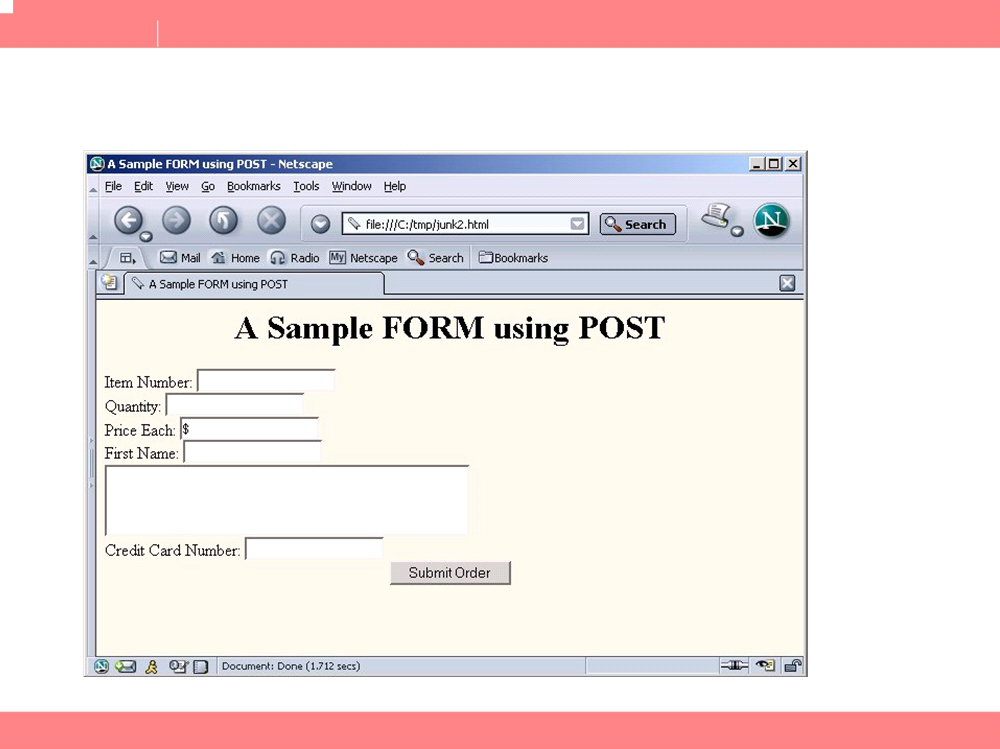 A Sample FORM using POST - Netscape
File Edit View Go Bookmarks Tools Window Help
file:///C:/tmp/junk2.html Search
N
Mail Home Radio My Netscape Search Bookmarks
A Sample FORM using POST
A Sample FORM using POST
Item Number:
Quantity:
Price Each: $
First Name:
Credit Card Number:
Submit Order
Document: Done (1.712 secs)